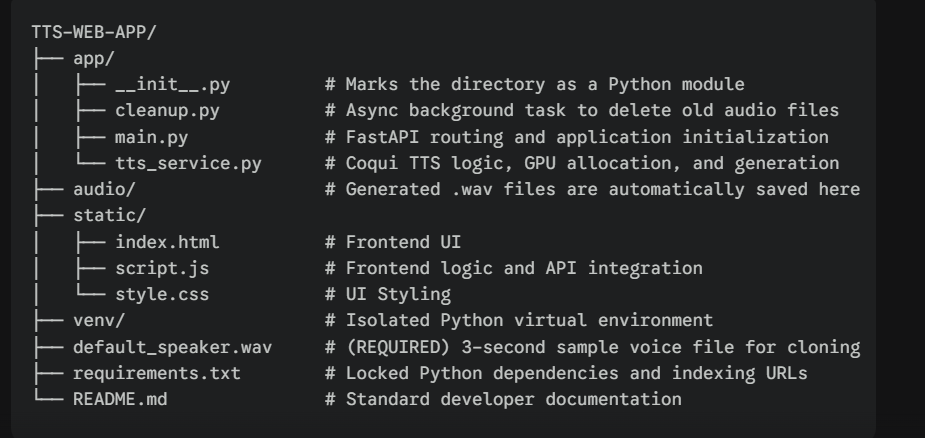 TTS-WEB-APP/
├── app/
│   ├── __init__.py         # Marks the directory as a Python module
│   ├── cleanup.py          # Async background task to delete old audio files
│   ├── main.py             # FastAPI routing and application initialization
│   └── tts_service.py      # Coqui TTS logic, GPU allocation, and generation
├── audio/                  # Generated .wav files are automatically saved here
├── static/
│   ├── index.html          # Frontend UI
│   ├── script.js           # Frontend logic and API integration
│   └── style.css           # UI Styling
├── venv/                   # Isolated Python virtual environment
├── default_speaker.wav     # (REQUIRED) 3-second sample voice file for cloning
├── requirements.txt        # Locked Python dependencies and indexing URLs
└── README.md               # Standard developer documentation